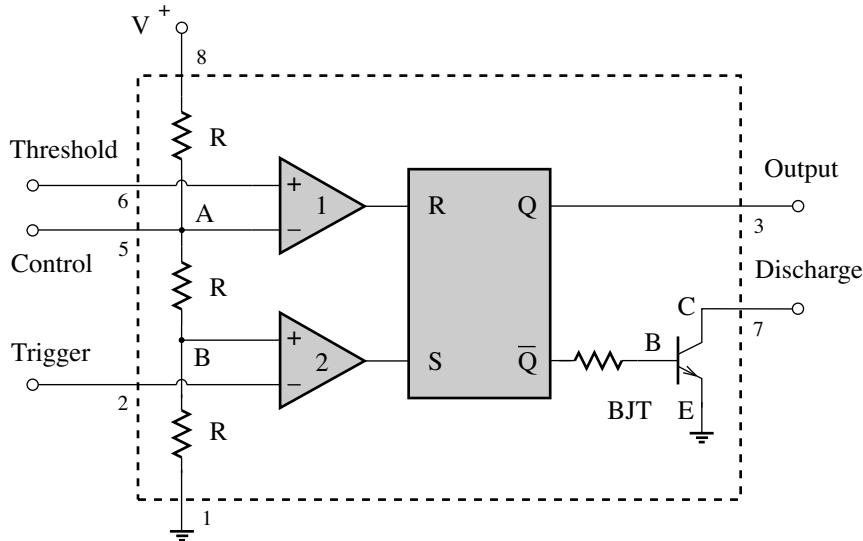 V +
8
R
Threshold
6
+
1
R
Q
Output
3
A
5
−
Control
R
Discharge
C
7
Trigger
B
+
2
S
Q̅
B
2
−
R
BJT
E
1